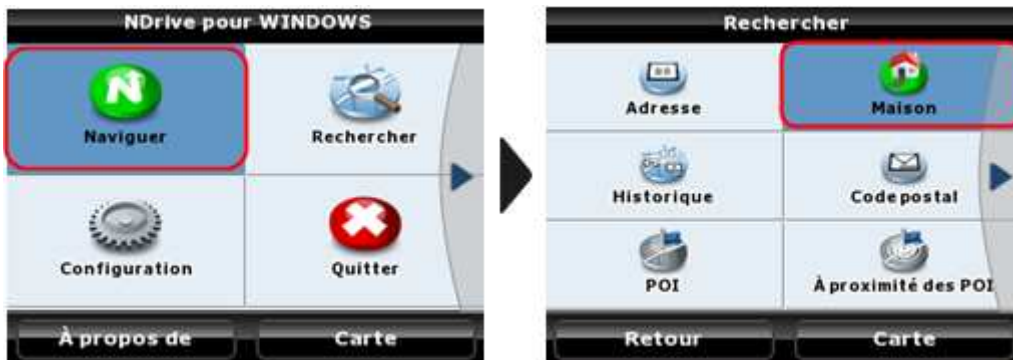 NDrive pour WINDOWS
Naviguer
Rechercher
Configuration
Quitter
À propos de
Carte
Rechercher
Adresse
Maison
Historique
Code postal
POI
À proximité des POI
Retour
Carte